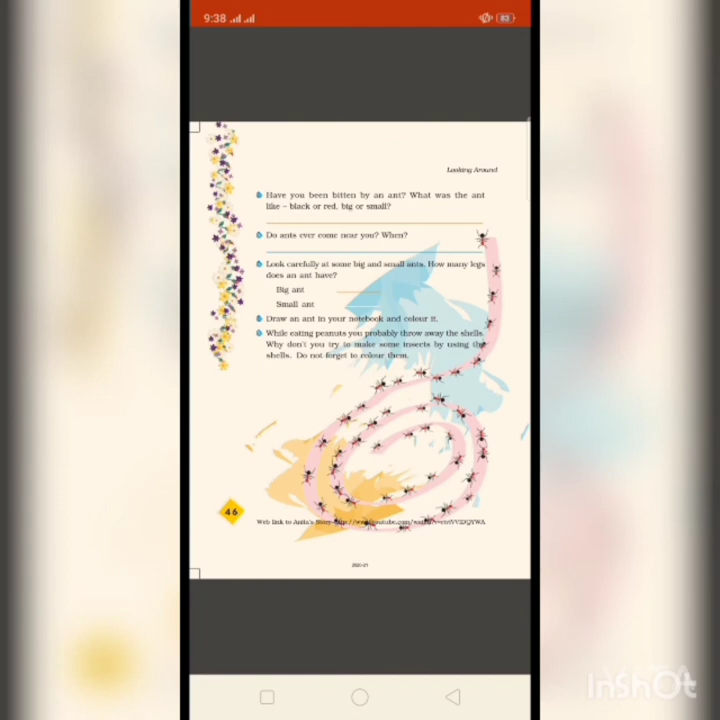 9:38
83
Looking Around
Have you been bitten by an ant? What was the ant
like – black or red, big or small?
Do ants ever come near you? When?
Look carefully at some big and small ants. How many legs
does an ant have?
Big ant
Small ant
Draw an ant in your notebook and colour it.
While eating peanuts you probably throw away the shells.
Why don't you try to make some insects by using the
shells. Do not forget to colour them.
46
Web link to Anita's Story-
2020-21
InShOt